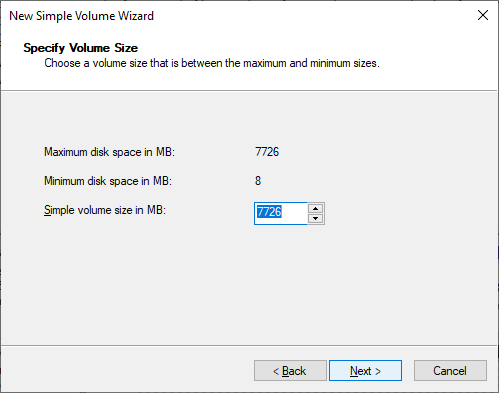 New Simple Volume Wizard
Specify Volume Size
Choose a volume size that is between the maximum and minimum sizes.
Maximum disk space in MB: 7726
Minimum disk space in MB: 8
Simple volume size in MB: 7726
< Back Next > Cancel